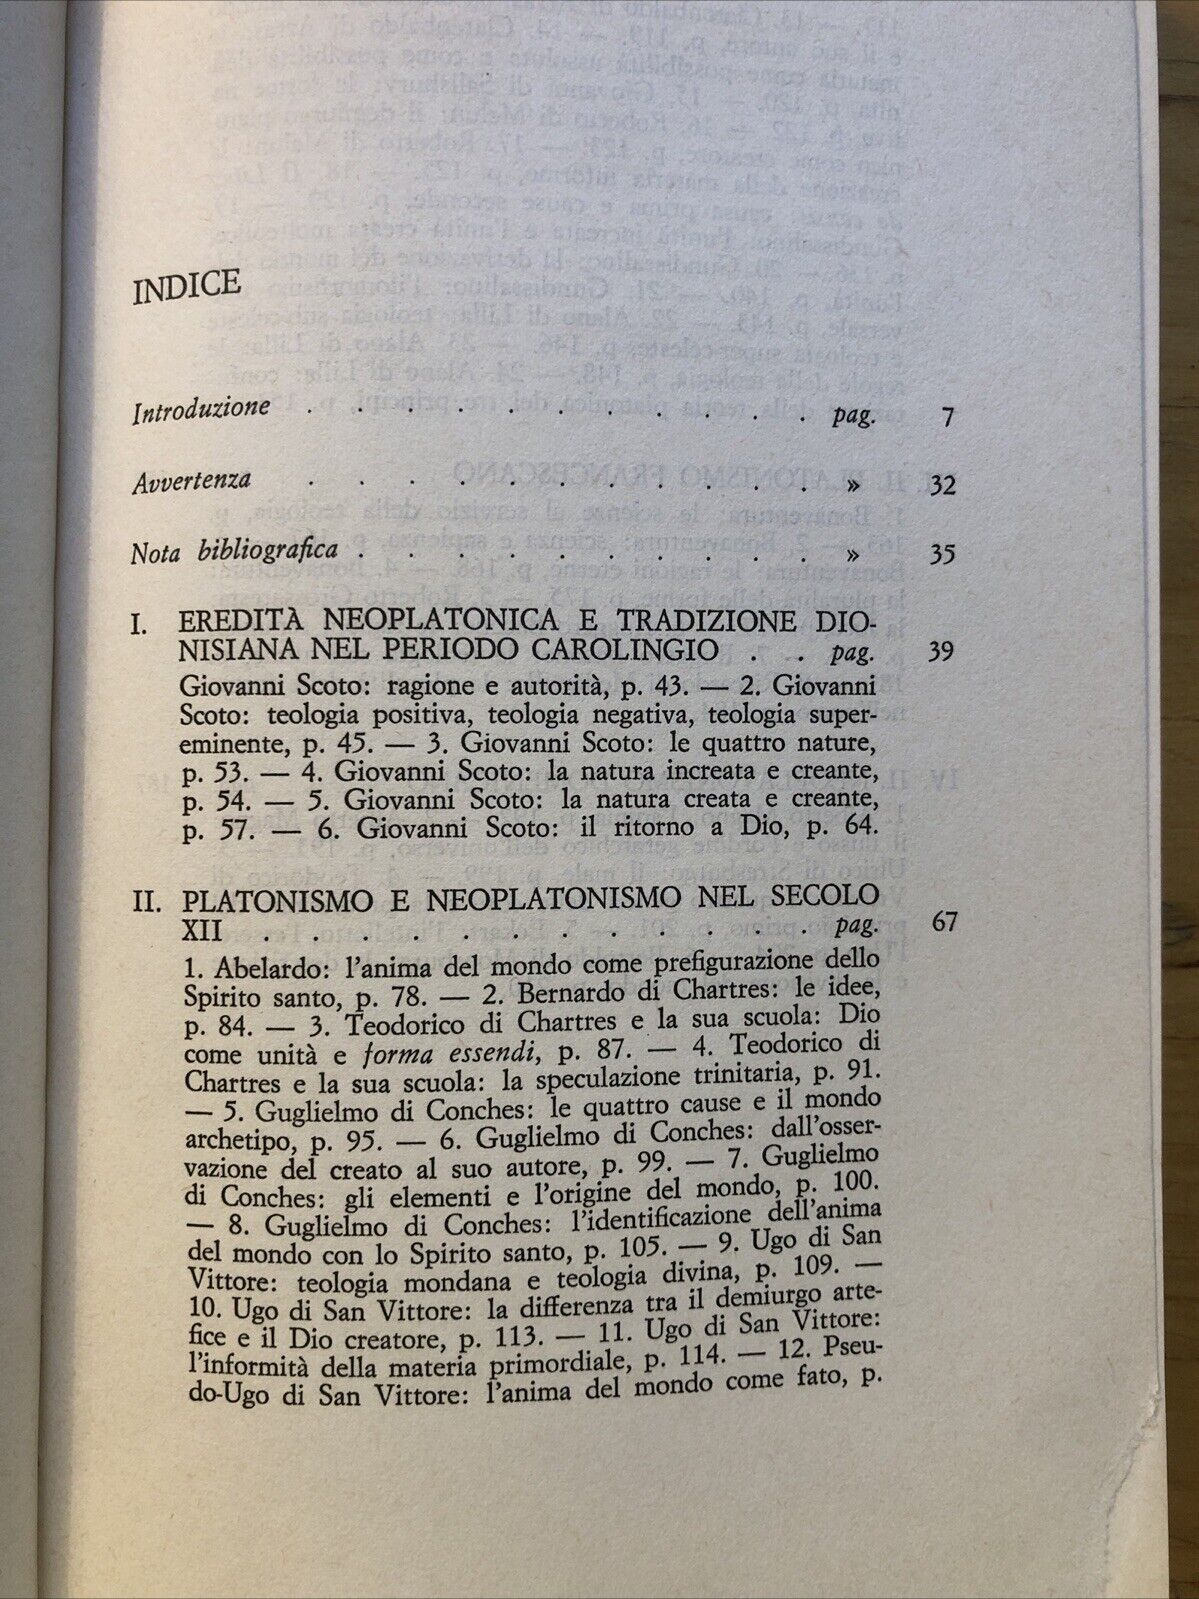 INDICE
Introduzione . . . . . . . . . . . pag. 7
Avvertenza . . . . . . . . . . . » 32
Nota bibliografica . . . . . . . . . . » 35
I. EREDITÀ NEOPLATONICA E TRADIZIONE DIO-
NISIANA NEL PERIODO CAROLINGIO . . pag. 39
Giovanni Scoto: ragione e autorità, p. 43. — 2. Giovanni
Scoto: teologia positiva, teologia negativa, teologia super-
eminente, p. 45. — 3. Giovanni Scoto: le quattro nature,
p. 53. — 4. Giovanni Scoto: la natura increata e creante,
p. 54. — 5. Giovanni Scoto: la natura creata e creante,
p. 57. — 6. Giovanni Scoto: il ritorno a Dio, p. 64.
II. PLATONISMO E NEOPLATONISMO NEL SECOLO
XII . . . . . . . . . . . . pag. 67
1. Abelardo: l'anima del mondo come prefigurazione dello
Spirito santo, p. 78. — 2. Bernardo di Chartres: le idee,
p. 84. — 3. Teodorico di Chartres e la sua scuola: Dio
come unità e forma essendi, p. 87. — 4. Teodorico di
Chartres e la sua scuola: la speculazione trinitaria, p. 91.
— 5. Guglielmo di Conches: le quattro cause e il mondo
archetipo, p. 95. — 6. Guglielmo di Conches: dall'osser-
vazione del creato al suo autore, p. 99. — 7. Guglielmo
di Conches: gli elementi e l'origine del mondo, p. 100.
— 8. Guglielmo di Conches: l'identificazione dell'anima
del mondo con lo Spirito santo, p. 105. — 9. Ugo di San
Vittore: teologia mondana e teologia divina, p. 109. —
10. Ugo di San Vittore: la differenza tra il demiurgo arte-
fice e il Dio creatore, p. 113. — 11. Ugo di San Vittore:
l'informità della materia primordiale, p. 114. — 12. Pseu-
do-Ugo di San Vittore: l'anima del mondo come fato, p.